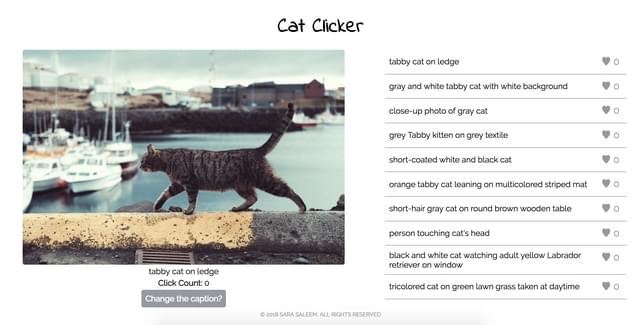 Cat Clicker
tabby cat on ledge
Click Count: 0
Change the caption?
tabby cat on ledge 0
gray and white tabby cat with white background 0
close-up photo of gray cat 0
grey Tabby kitten on grey textile 0
short-coated white and black cat 0
orange tabby cat leaning on multicolored striped mat 0
short-hair gray cat on round brown wooden table 0
person touching cat's head 0
black and white cat watching adult yellow Labrador
retriever on window 0
tricolored cat on green lawn grass taken at daytime 0
© 2018 SARA SALEEM. ALL RIGHTS RESERVED.